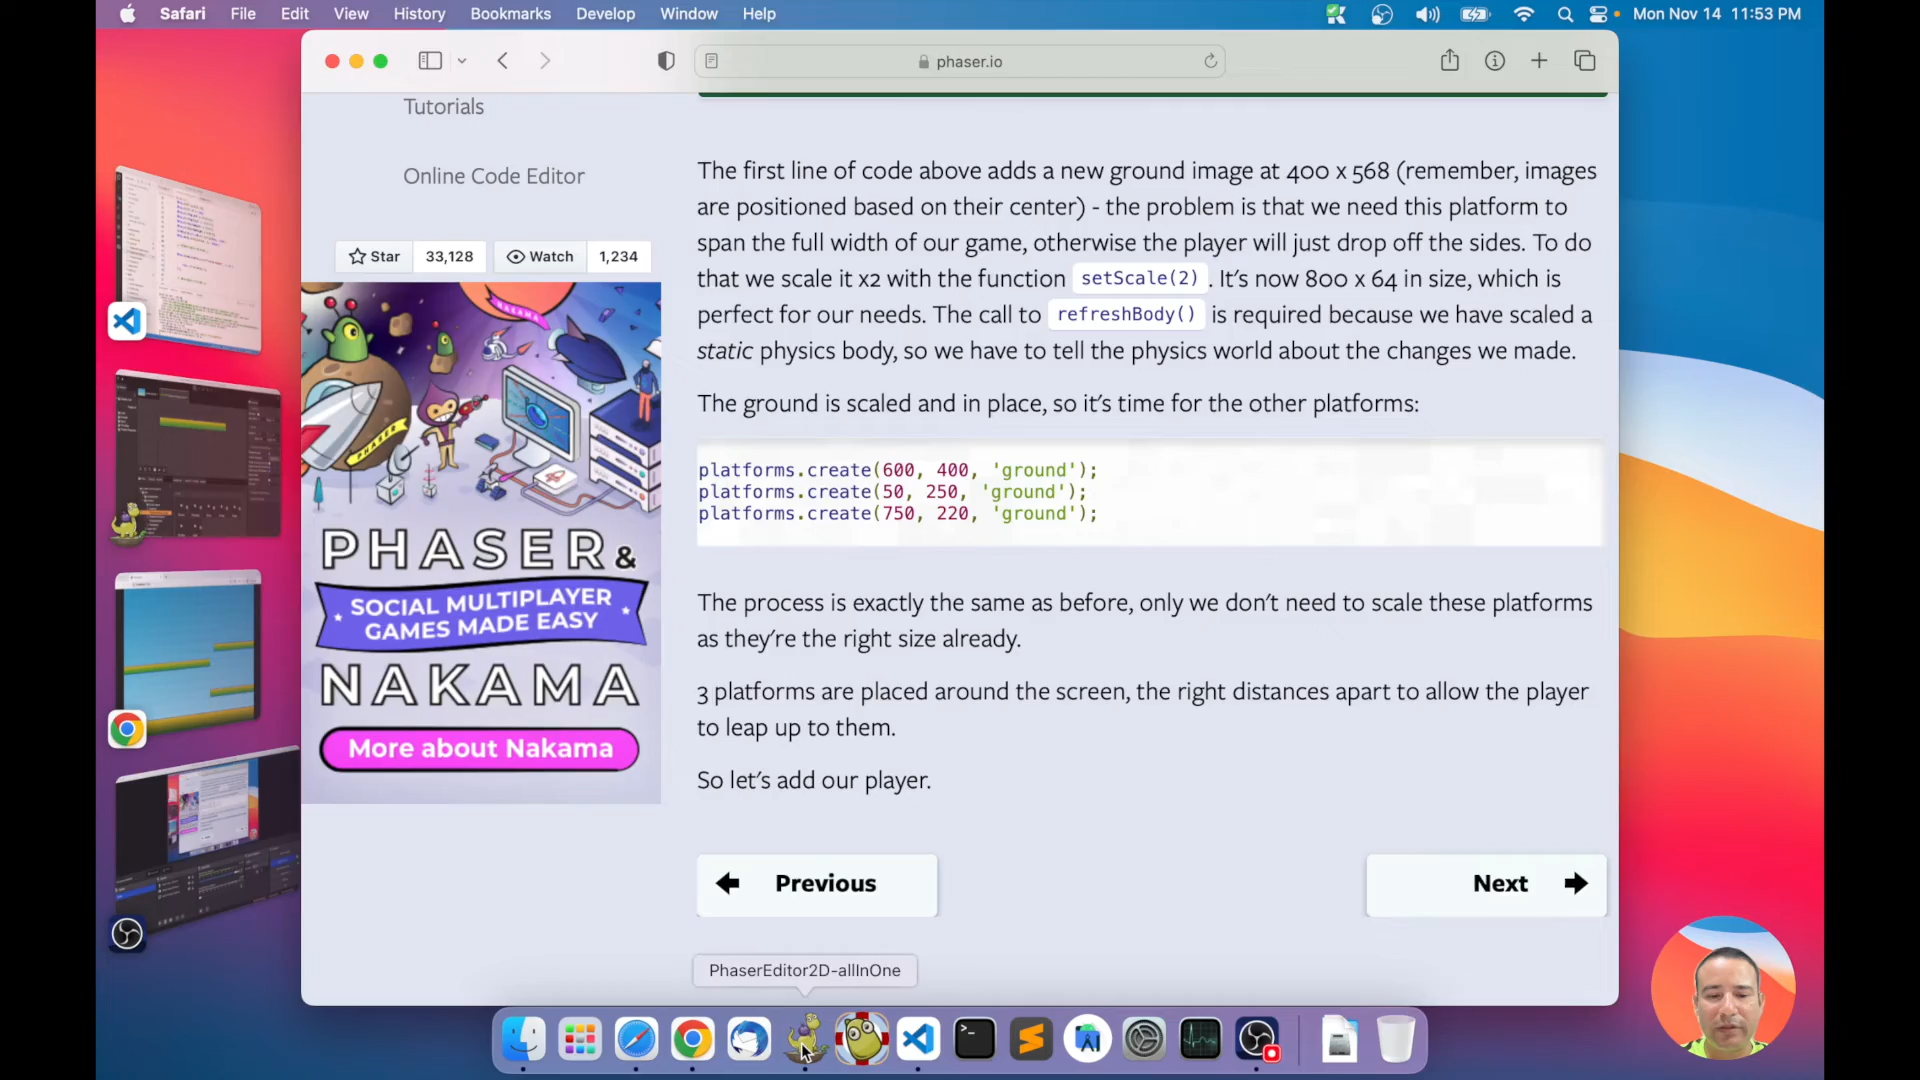 Safari File Edit View History Bookmarks Develop Window Help
Mon Nov 14 11:53 PM
phaser.io
Tutorials
Online Code Editor
Star 33,128 Watch 1,234
NAKAMA
PHASER
PHASER &
SOCIAL MULTIPLAYER
GAMES MADE EASY
NAKAMA
More about Nakama
The first line of code above adds a new ground image at 400 x 568 (remember, images
are positioned based on their center) - the problem is that we need this platform to
span the full width of our game, otherwise the player will just drop off the sides. To do
that we scale it x2 with the function setScale(2) . It's now 800 x 64 in size, which is
perfect for our needs. The call to refreshBody() is required because we have scaled a
static physics body, so we have to tell the physics world about the changes we made.
The ground is scaled and in place, so it's time for the other platforms:
platforms.create(600, 400, 'ground');
platforms.create(50, 250, 'ground');
platforms.create(750, 220, 'ground');
The process is exactly the same as before, only we don't need to scale these platforms
as they're the right size already.
3 platforms are placed around the screen, the right distances apart to allow the player
to leap up to them.
So let's add our player.
Previous
Next
PhaserEditor2D-allInOne